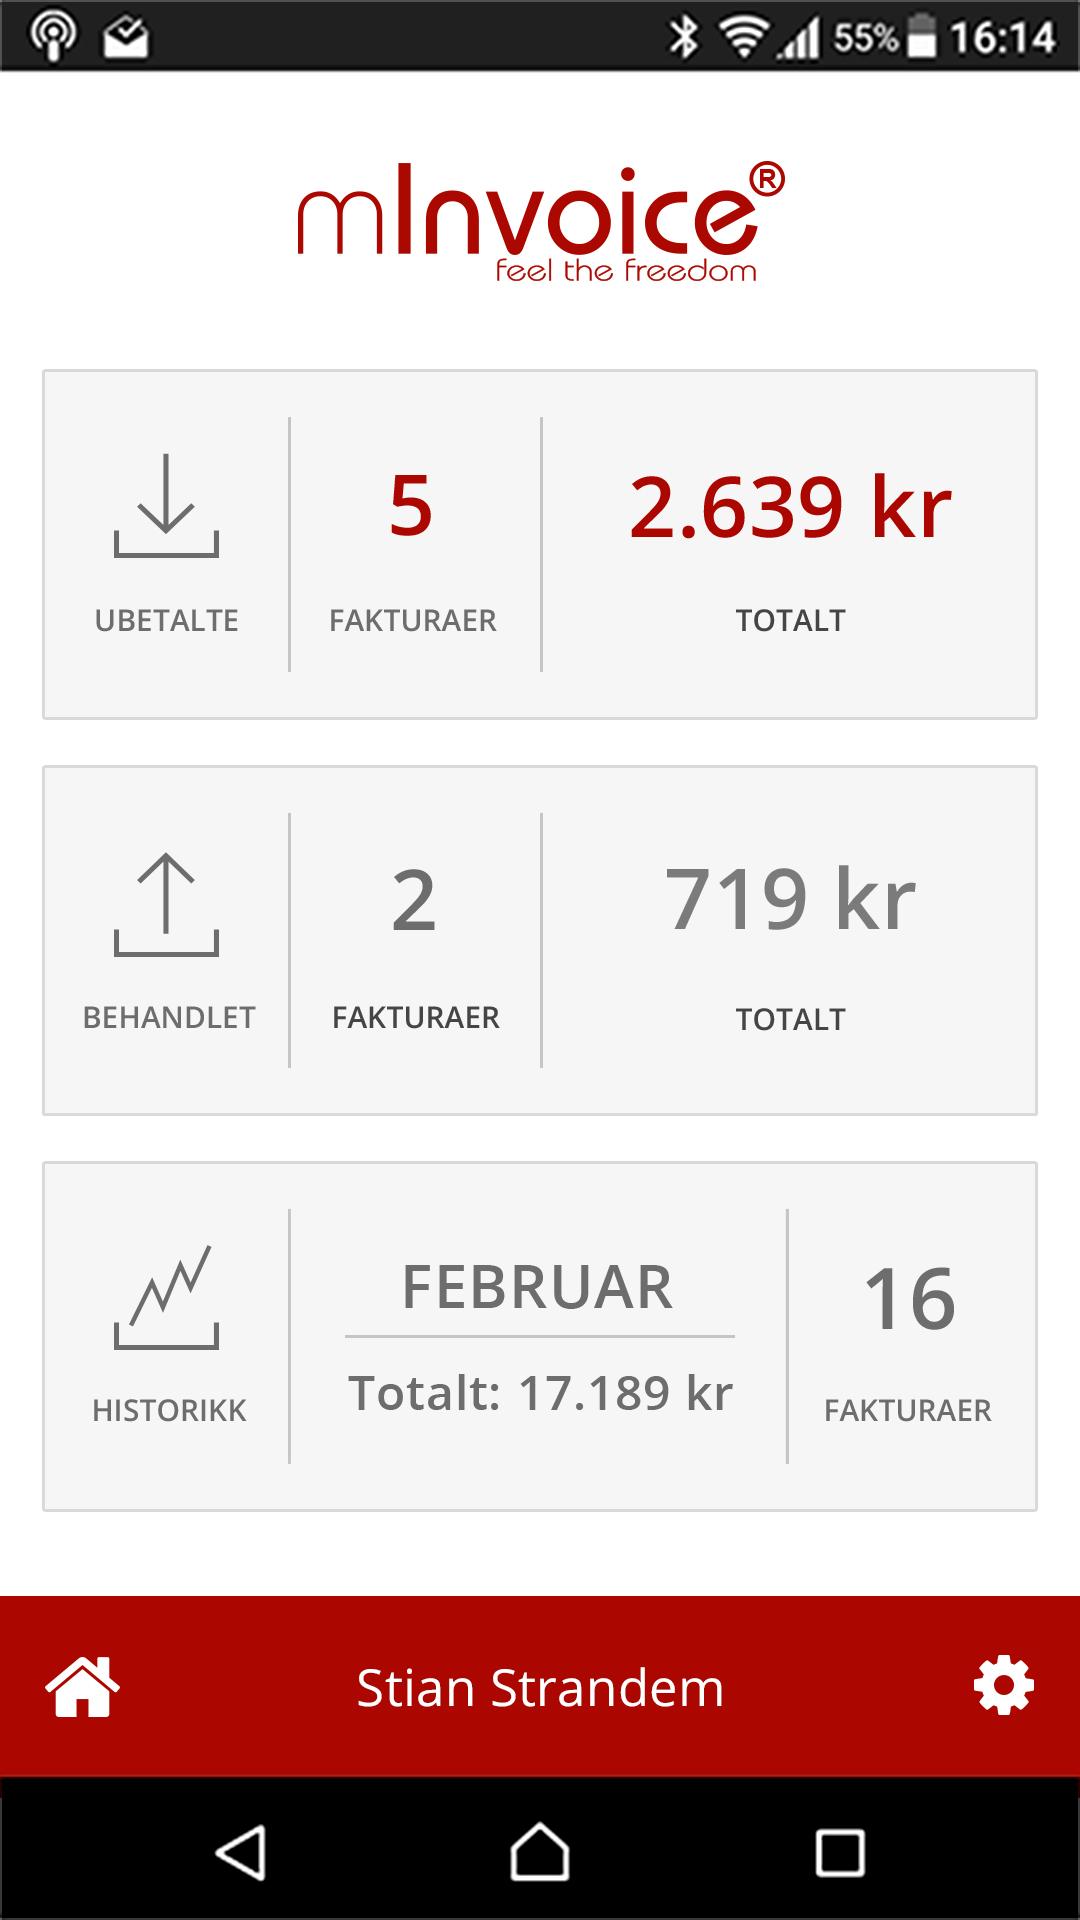 55% 16:14
mInvoice®
feel the freedom
5 2.639 kr
UBETALTE FAKTURAER TOTALT
2 719 kr
BEHANDLET FAKTURAER TOTALT
FEBRUAR 16
Totalt: 17.189 kr
HISTORIKK FAKTURAER
Stian Strandem